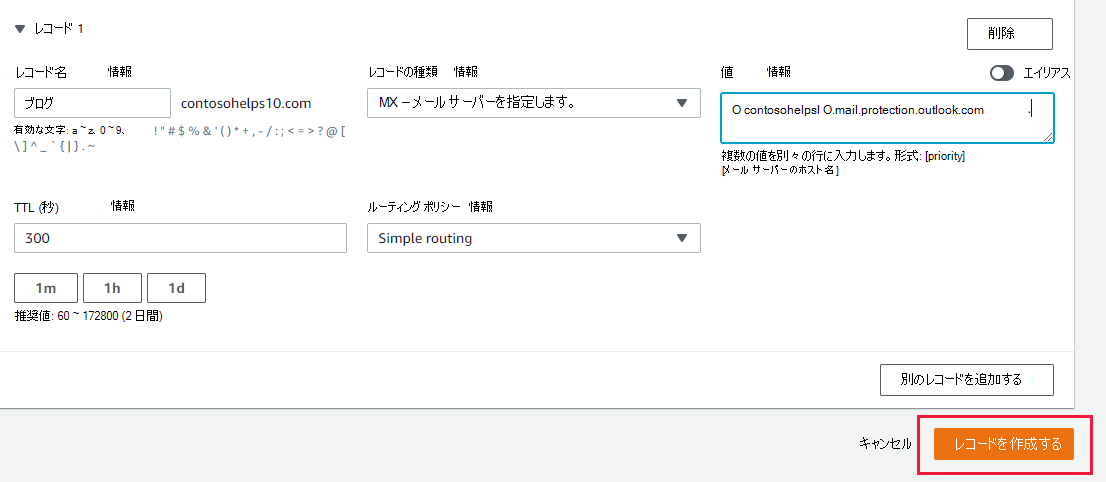 レコード 1
削除
レコード名 情報
レコードの種類 情報
値 情報
エイリアス
ブログ
contosohelps10.com
MX – メール サーバーを指定します。
O contosohelpsl O.mail.protection.outlook.com .
有効な文字: a ~ z、0 ~ 9、 ! " # $ % & ' ( ) * + , - / : ; < = > ? @ [
\ ] ^ _ ` { | } . ~
複数の値を別々の行に入力します。形式: [priority]
[メール サーバーのホスト名]
TTL (秒) 情報
ルーティング ポリシー 情報
300
Simple routing
1m
1h
1d
推奨値: 60 ~ 172800 (2 日間)
別のレコードを追加する
キャンセル
レコードを作成する